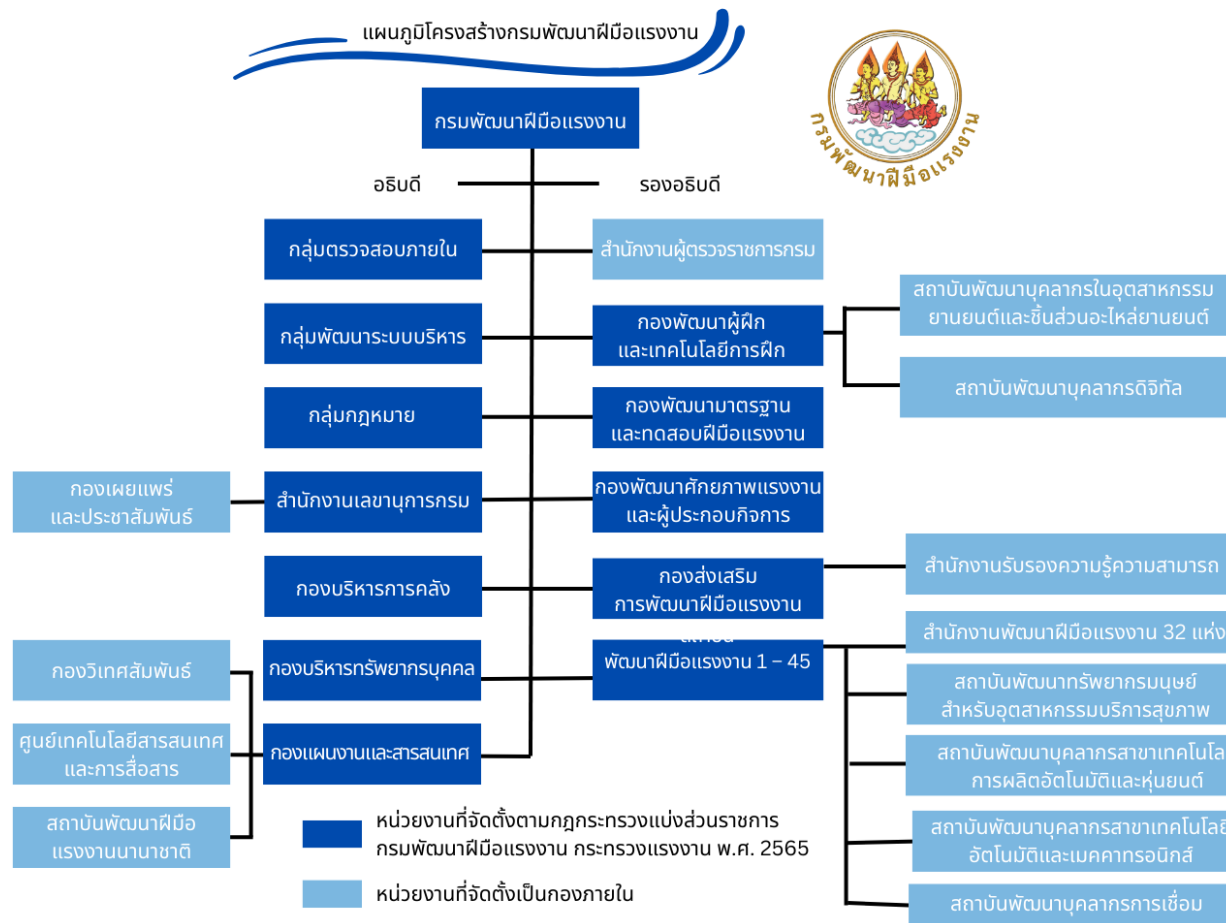 แผนภูมิโครงสร้างกรมพัฒนาฝีมือแรงงาน
กรมพัฒนาฝีมือแรงงาน
กรมพัฒนาฝีมือแรงงาน
อธิบดี
รองอธิบดี
กลุ่มตรวจสอบภายใน
สำนักงานผู้ตรวจราชการกรม
กลุ่มพัฒนาระบบบริหาร
กองพัฒนาผู้ฝึก
และเทคโนโลยีการฝึก
สถาบันพัฒนาบุคลากรในอุตสาหกรรม
ยานยนต์และชิ้นส่วนอะไหล่ยานยนต์
สถาบันพัฒนาบุคลากรดิจิทัล
กลุ่มกฎหมาย
กองพัฒนามาตรฐาน
และทดสอบฝีมือแรงงาน
กองเผยแพร่
และประชาสัมพันธ์
สำนักงานเลขานุการกรม
กองพัฒนาศักยภาพแรงงาน
และผู้ประกอบกิจการ
กองบริหารการคลัง
กองส่งเสริม
การพัฒนาฝีมือแรงงาน
สำนักงานรับรองความรู้ความสามารถ
กองวิเทศสัมพันธ์
กองบริหารทรัพยากรบุคคล
พัฒนาฝีมือแรงงาน 1 – 45
สำนักงานพัฒนาฝีมือแรงงาน 32 แห่ง
สถาบันพัฒนาทรัพยากรมนุษย์
สำหรับอุตสาหกรรมบริการสุขภาพ
ศูนย์เทคโนโลยีสารสนเทศ
และการสื่อสาร
กองแผนงานและสารสนเทศ
สถาบันพัฒนาบุคลากรสาขาเทคโนโล
การผลิตอัตโนมัติและหุ่นยนต์
สถาบันพัฒนาฝีมือ
แรงงานนานาชาติ
สถาบันพัฒนาบุคลากรสาขาเทคโนโลยี
อัตโนมัติและเมคคาทรอนิกส์
สถาบันพัฒนาบุคลากรการเชื่อม
หน่วยงานที่จัดตั้งตามกฎกระทรวงแบ่งส่วนราชการ
กรมพัฒนาฝีมือแรงงาน กระทรวงแรงงาน พ.ศ. 2565
หน่วยงานที่จัดตั้งเป็นกองภายใน